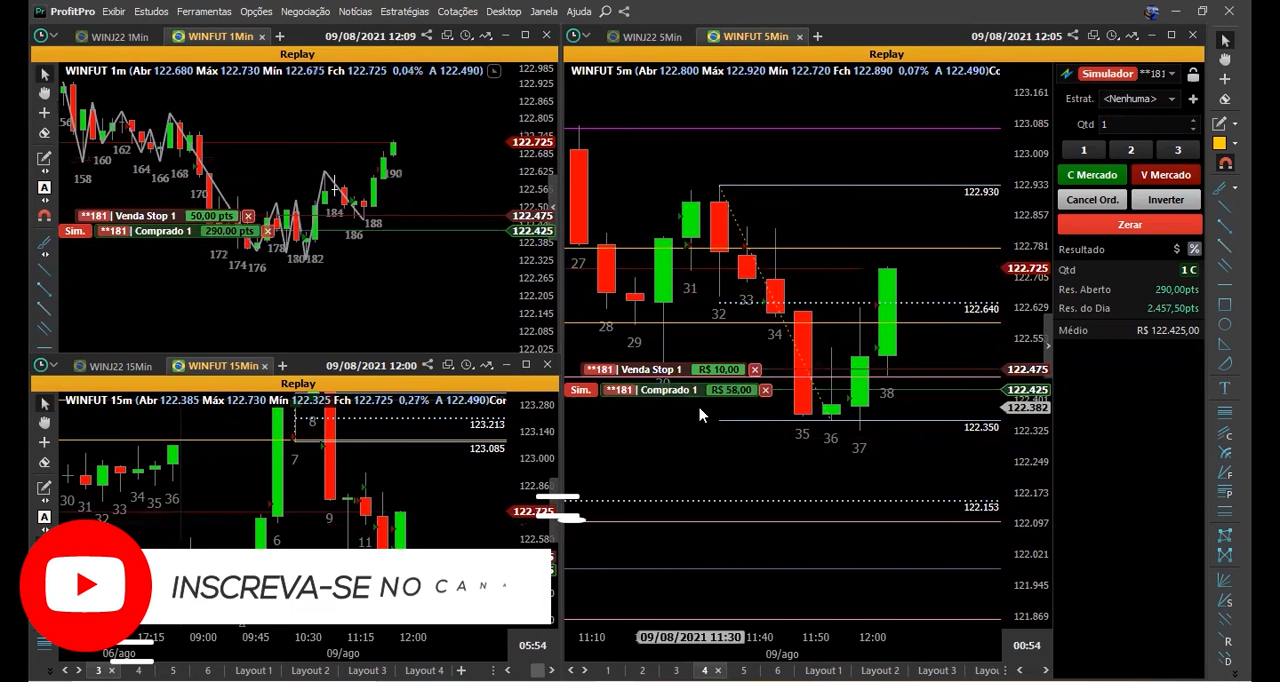 ProfitPro Exibir Estudos Ferramentas Opções Negociação Notícias Estratégias Cotações Desktop Janela Ajuda
WINJ22 1Min WINFUT 1Min 09/08/2021 12:09
Replay
WINFUT 1m (Abr 122.680 Máx 122.730 Mín 122.675 Fch 122.725 0,04% A 122.490)
122.985
122.925
122.865
122.805
122.725
122.685
122.625
122.565
122.475
122.425
122.385
122.325
122.265
122.205
122.145
122.085
122.025
158
160
162
164
166
168
170
172
174
176
178
180
182
184
186
188
190
**181 | Venda Stop 1 50,00 pts
Sim. **181 | Comprado 1 290,00 pts
WINJ22 15Min WINFUT 15Min 09/08/2021 12:00
Replay
WINFUT 15m (Abr 122.385 Máx 122.730 Mín 122.325 Fch 122.725 0,27% A 122.490)Cor
123.280
123.213
123.140
123.085
123.000
122.725
122.580
30
31
32
33
34
35
36
6
7
8
9
11
INSCREVA-SE NO CANA
17:15 09:00 09:45 10:30 11:15 12:00 05:54
06/ago 09/ago
3 4 5 6 Layout 1 Layout 2 Layout 3 Layout 4
WINJ22 5Min WINFUT 5Min 09/08/2021 12:05
Replay
WINFUT 5m (Abr 122.800 Máx 122.920 Mín 122.720 Fch 122.890 0,07% A 122.490)Co
123.161
123.085
123.009
122.933
122.930
122.857
122.781
122.725
122.705
122.640
122.629
122.475
122.425
122.401
122.382
122.350
122.325
122.249
122.173
122.153
122.097
122.021
121.945
121.869
27
28
29
31
32
33
34
35
36
37
38
**181 | Venda Stop 1 R$ 10,00
Sim. **181 | Comprado 1 R$ 58,00
11:10 09/08/2021 11:30 11:40 11:50 12:00 00:54
09/ago
1 2 3 4 5 6 Layout 1 Layout 2 Layout 3
Simulador **181
Estrat. <Nenhuma>
Qtd 1
1 2 3
C Mercado V Mercado
Cancel Ord. Inverter
Zerar
Resultado $ %
Qtd 1 C
Res. Aberto 290,00pts
Res. do Dia 2.457,50pts
Médio R$ 122.425,00